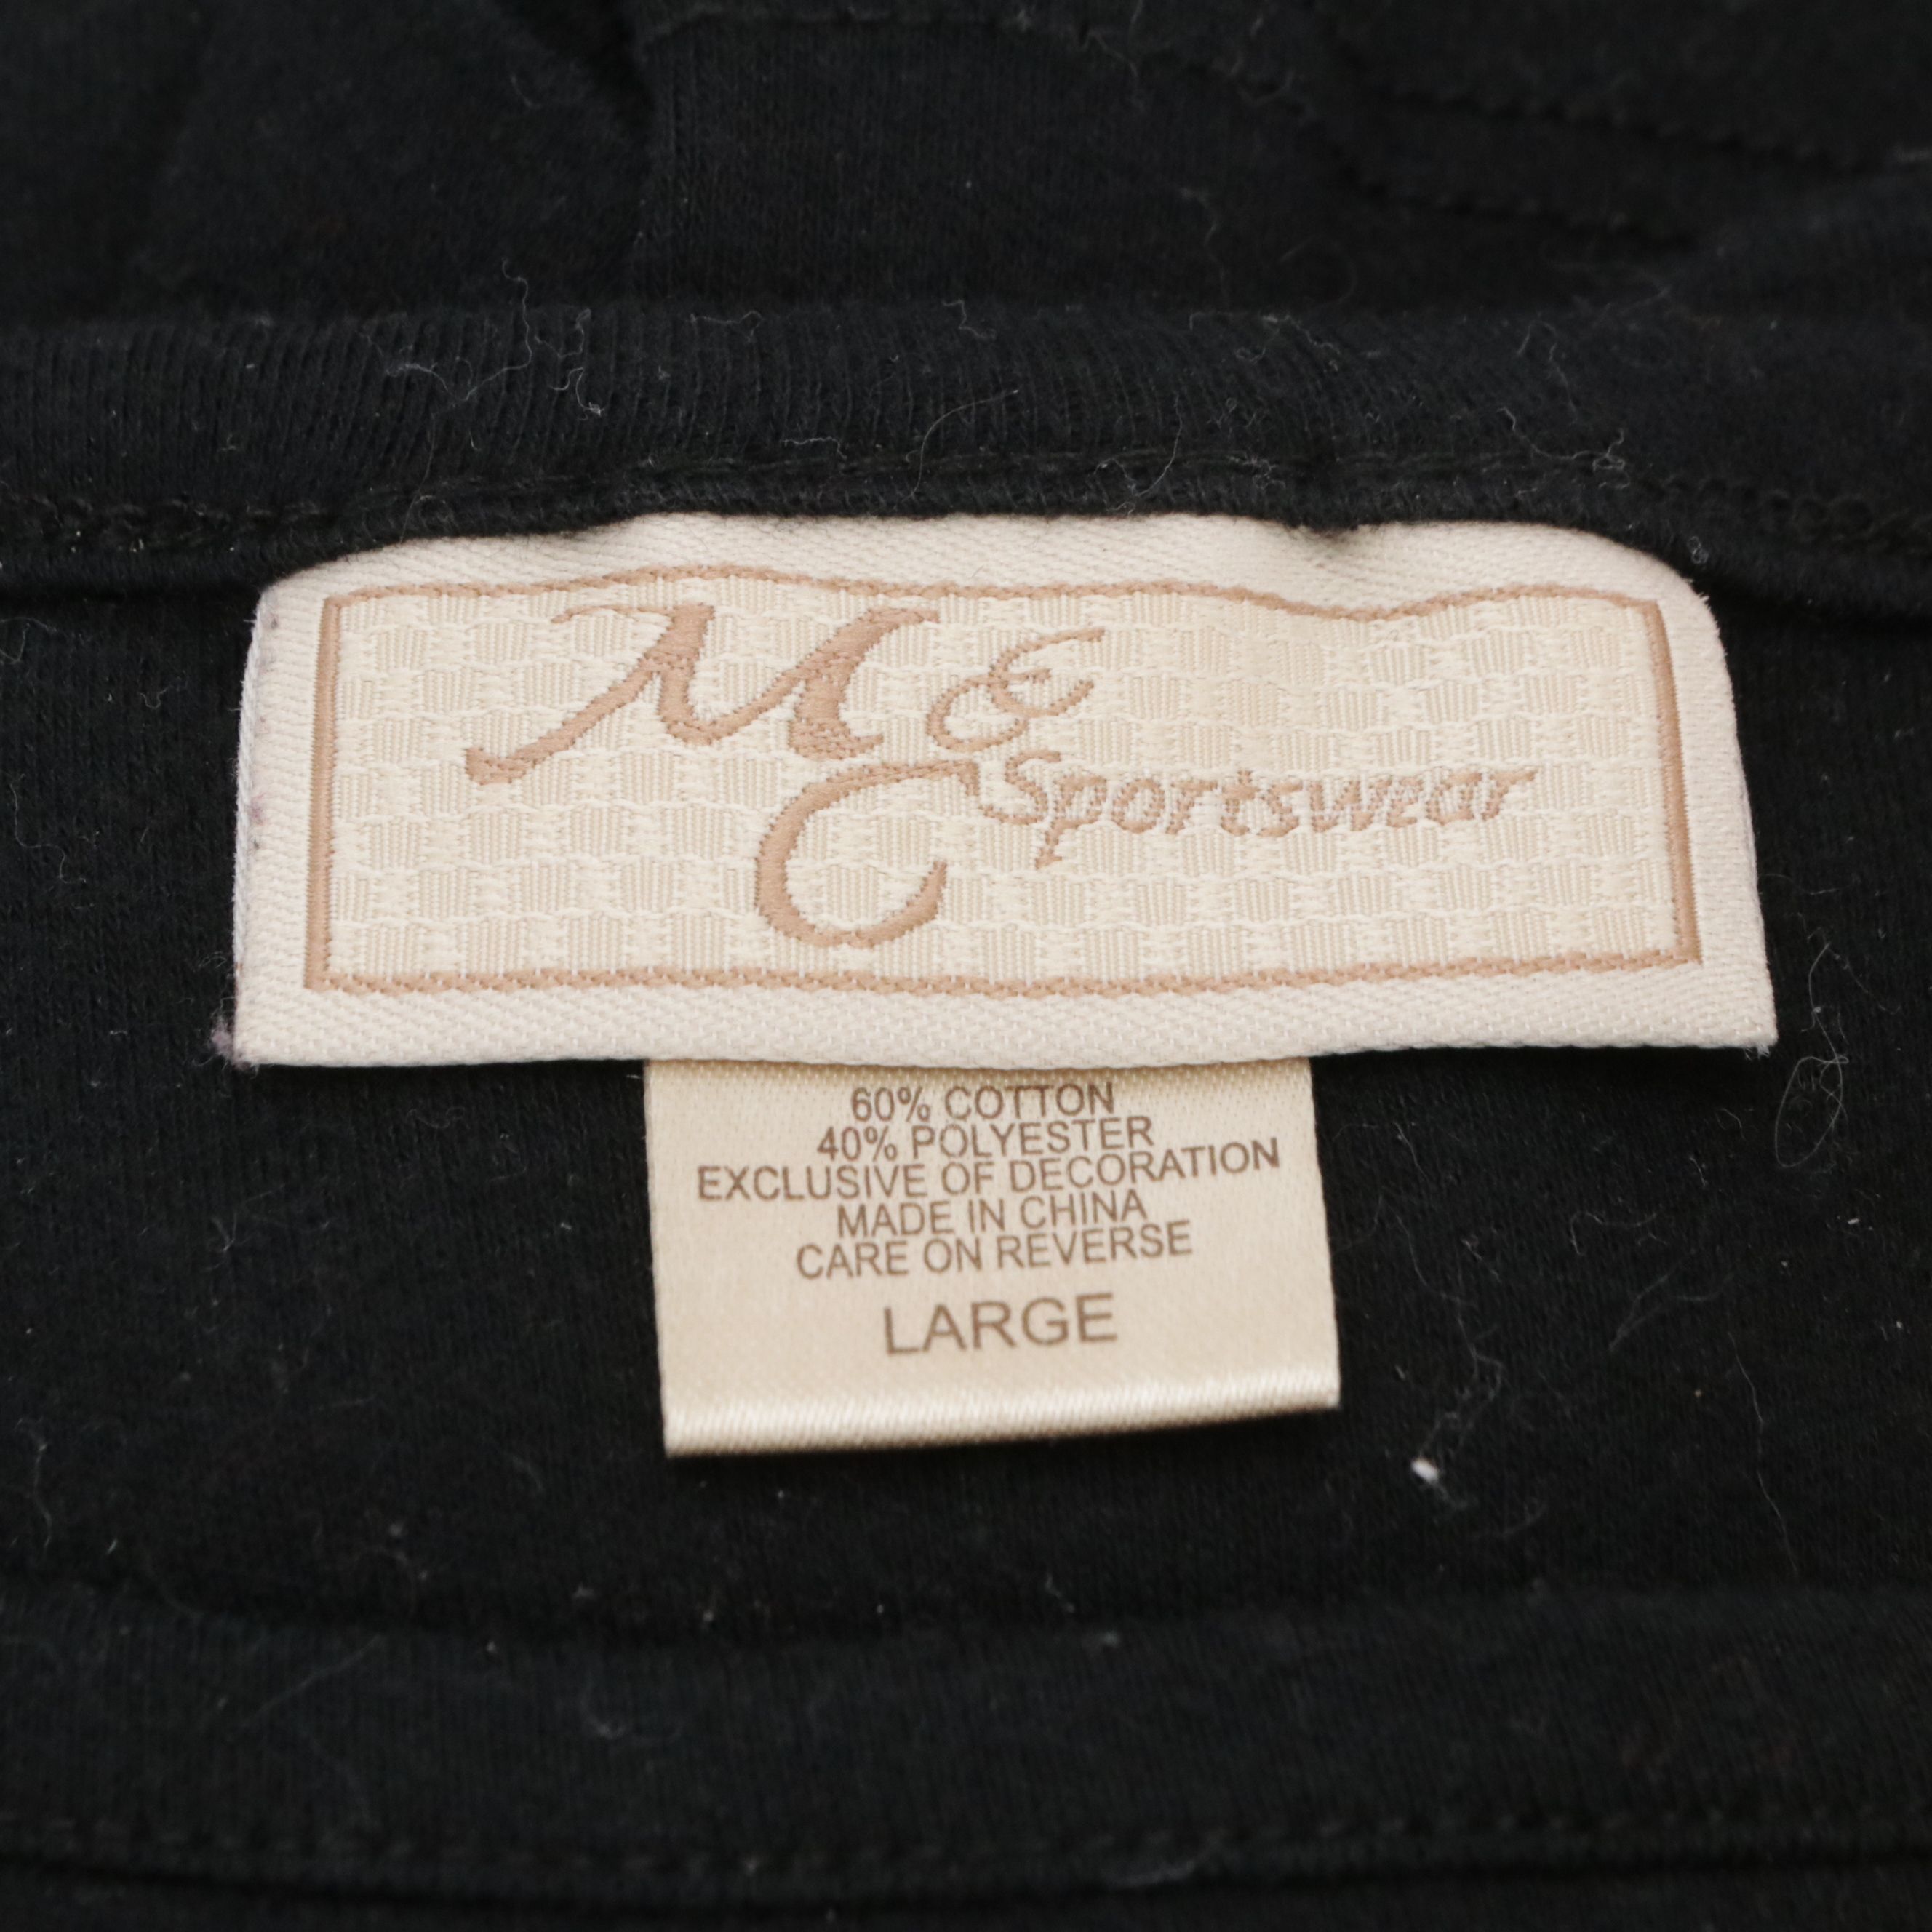 M &
C Sportswear
60% COTTON
40% POLYESTER
EXCLUSIVE OF DECORATION
MADE IN CHINA
CARE ON REVERSE
LARGE